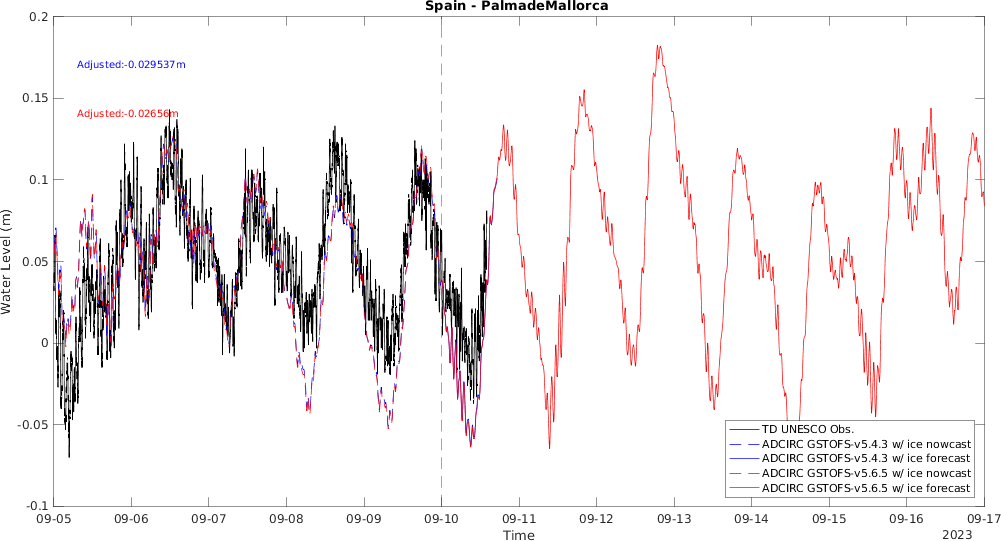 Spain - PalmadeMallorca
Adjusted:-0.029537m
Adjusted:-0.02656m
Water Level (m)
0.2
0.15
0.1
0.05
0
-0.05
-0.1
09-05 09-06 09-07 09-08 09-09 09-10 09-11 09-12 09-13 09-14 09-15 09-16 09-17
Time
2023
TD UNESCO Obs.
ADCIRC GSTOFS-v5.4.3 w/ ice nowcast
ADCIRC GSTOFS-v5.4.3 w/ ice forecast
ADCIRC GSTOFS-v5.6.5 w/ ice nowcast
ADCIRC GSTOFS-v5.6.5 w/ ice forecast